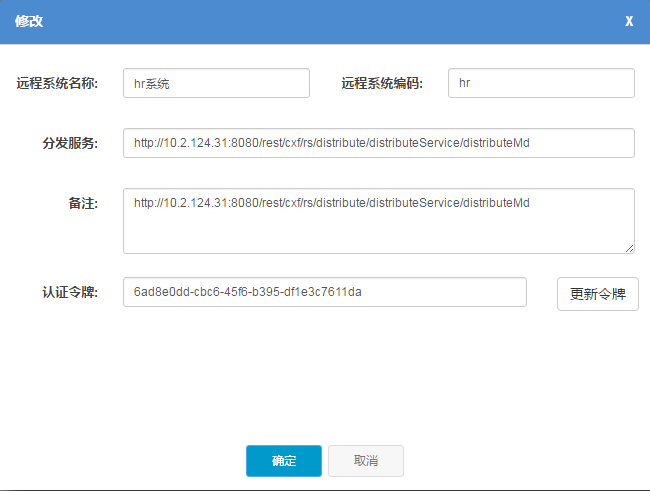 修改 X
远程系统名称: hr系统 远程系统编码: hr
分发服务: http://10.2.124.31:8080/rest/cxf/rs/distribute/distributeService/distributeMd
备注: http://10.2.124.31:8080/rest/cxf/rs/distribute/distributeService/distributeMd
认证令牌: 6ad8e0dd-cbc6-45f6-b395-df1e3c7611da 更新令牌
确定 取消